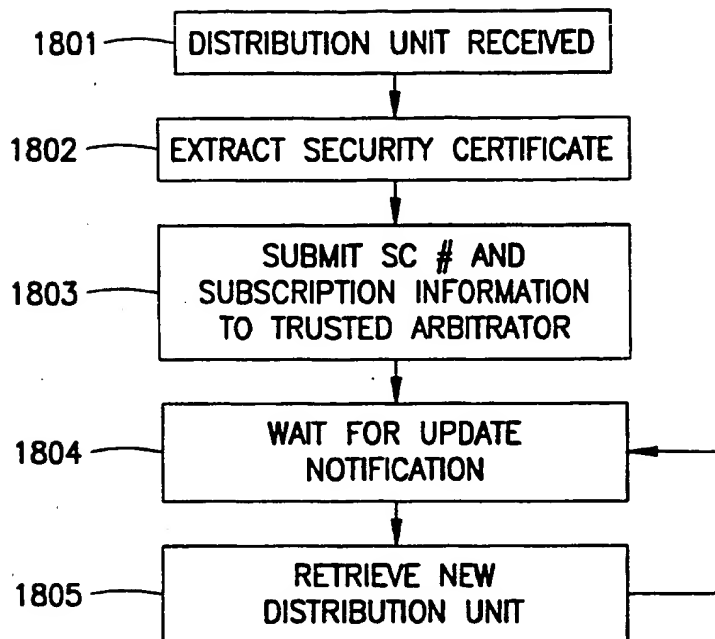 1801
DISTRIBUTION UNIT RECEIVED
1802
EXTRACT SECURITY CERTIFICATE
1803
SUBMIT SC # AND
SUBSCRIPTION INFORMATION
TO TRUSTED ARBITRATOR
1804
WAIT FOR UPDATE
NOTIFICATION
1805
RETRIEVE NEW
DISTRIBUTION UNIT